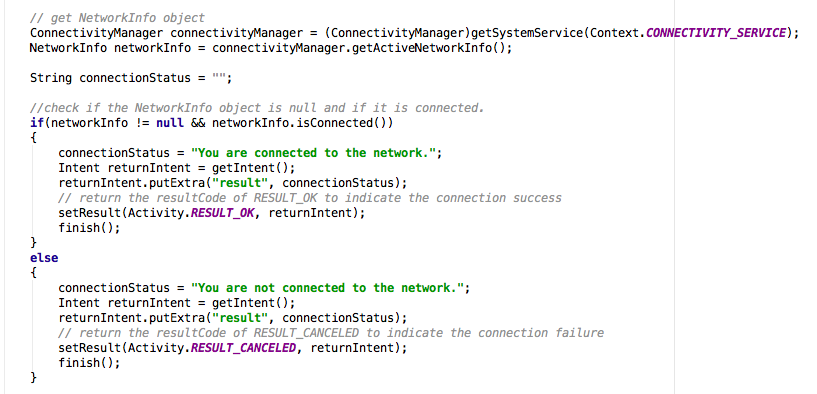 // get NetworkInfo object
ConnectivityManager connectivityManager = (ConnectivityManager)getSystemService(Context.CONNECTIVITY_SERVICE);
NetworkInfo networkInfo = connectivityManager.getActiveNetworkInfo();
String connectionStatus = "";
//check if the NetworkInfo object is null and if it is connected.
if(networkInfo != null && networkInfo.isConnected())
{
connectionStatus = "You are connected to the network.";
Intent returnIntent = getIntent();
returnIntent.putExtra("result", connectionStatus);
// return the resultCode of RESULT_OK to indicate the connection success
setResult(Activity.RESULT_OK, returnIntent);
finish();
}
else
{
connectionStatus = "You are not connected to the network.";
Intent returnIntent = getIntent();
returnIntent.putExtra("result", connectionStatus);
// return the resultCode of RESULT_CANCELED to indicate the connection failure
setResult(Activity.RESULT_CANCELED, returnIntent);
finish();
}